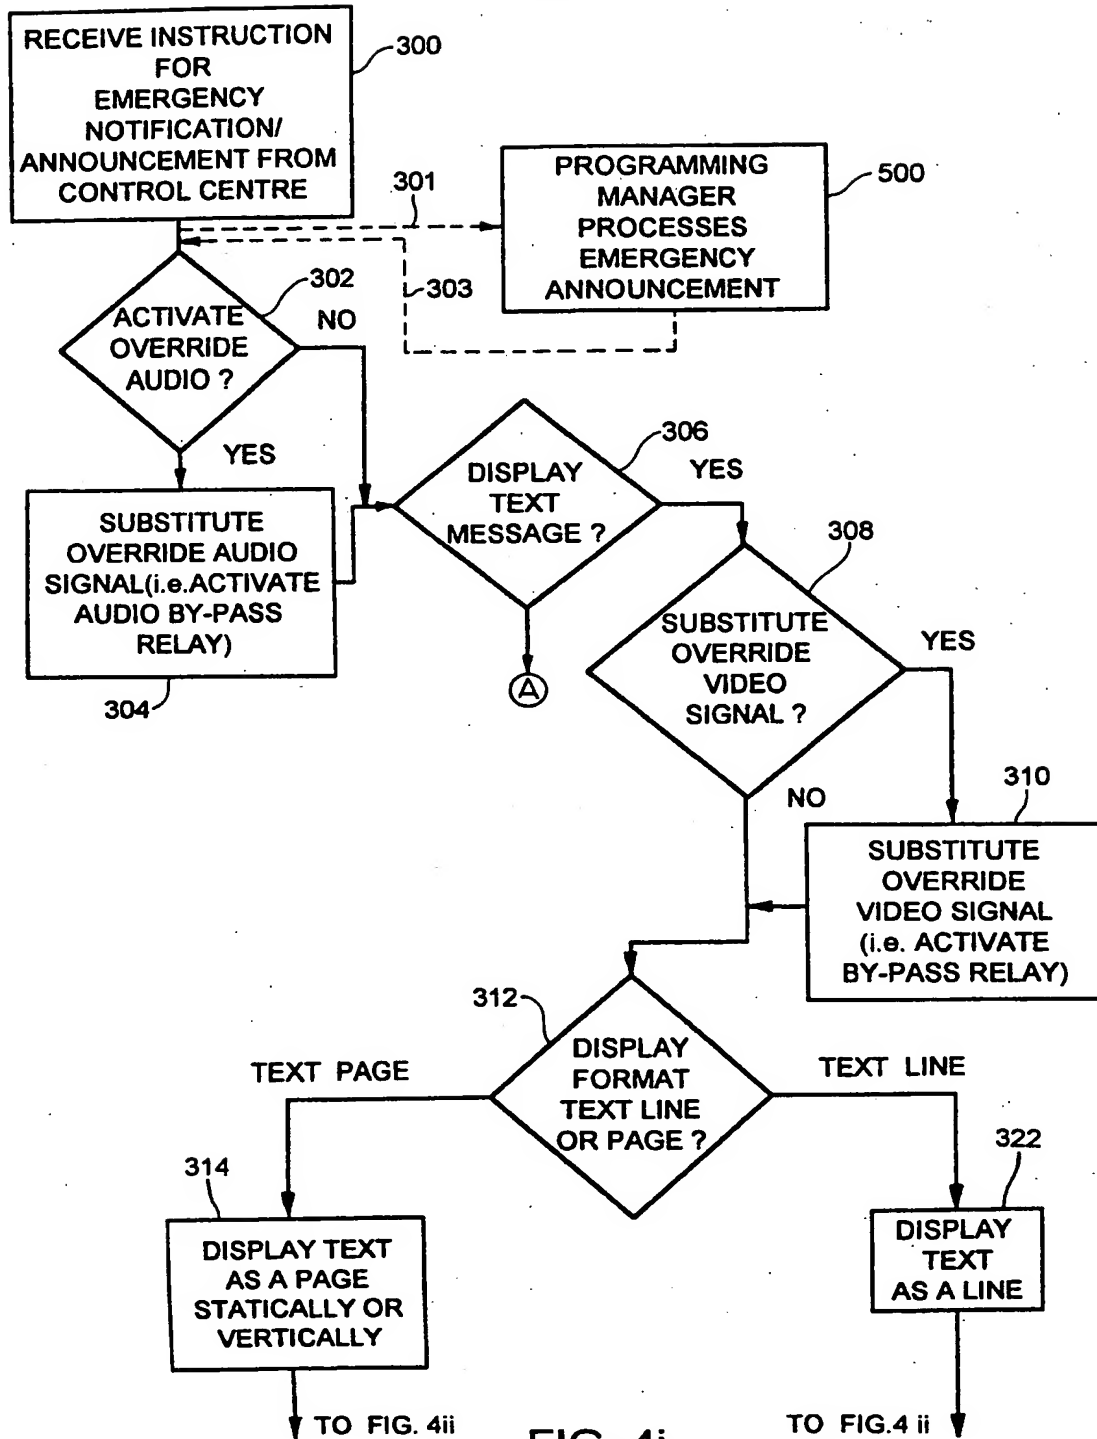 RECEIVE INSTRUCTION
FOR
EMERGENCY
NOTIFICATION/
ANNOUNCEMENT FROM
CONTROL CENTRE
300
301
PROGRAMMING
MANAGER
PROCESSES
EMERGENCY
ANNOUNCEMENT
500
303
302
ACTIVATE
OVERRIDE
AUDIO ?
NO
YES
SUBSTITUTE
OVERRIDE AUDIO
SIGNAL(i.e.ACTIVATE
AUDIO BY-PASS
RELAY)
304
306
DISPLAY
TEXT
MESSAGE ?
YES
A
308
SUBSTITUTE
OVERRIDE
VIDEO
SIGNAL ?
YES
NO
310
SUBSTITUTE
OVERRIDE
VIDEO SIGNAL
(i.e. ACTIVATE
BY-PASS RELAY)
312
DISPLAY
FORMAT
TEXT LINE
OR PAGE ?
TEXT PAGE
TEXT LINE
314
DISPLAY TEXT
AS A PAGE
STATICALLY OR
VERTICALLY
322
DISPLAY
TEXT
AS A LINE
TO FIG. 4ii
TO FIG.4 ii
FIG. 4i